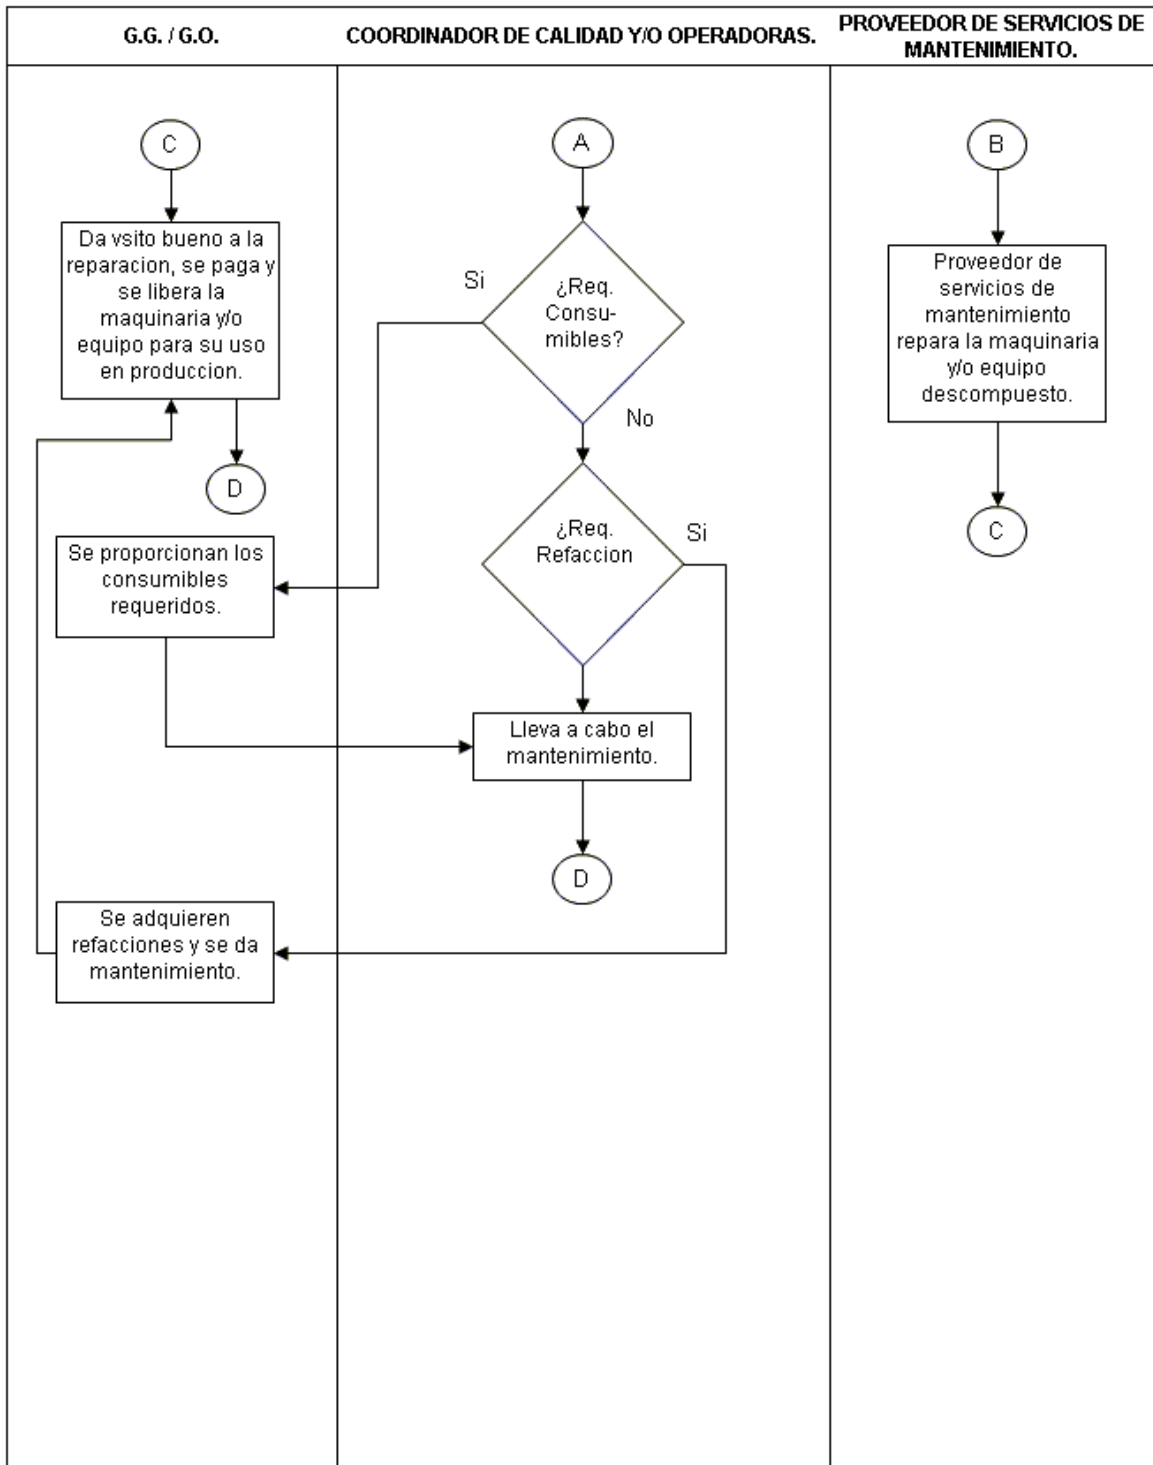 G.G. / G.O.
COORDINADOR DE CALIDAD Y/O OPERADORAS.
PROVEEDOR DE SERVICIOS DE
MANTENIMIENTO.
C
Da vsito bueno a la
reparacion, se paga y
se libera la
maquinaria y/o
equipo para su uso
en produccion.
D
Se proporcionan los
consumibles
requeridos.
Se adquieren
refacciones y se da
mantenimiento.
A
Si
¿Req.
Consu-
mibles?
No
¿Req.
Refaccion
Si
Lleva a cabo el
mantenimiento.
D
B
Proveedor de
servicios de
mantenimiento
repara la maquinaria
y/o equipo
descompuesto.
C